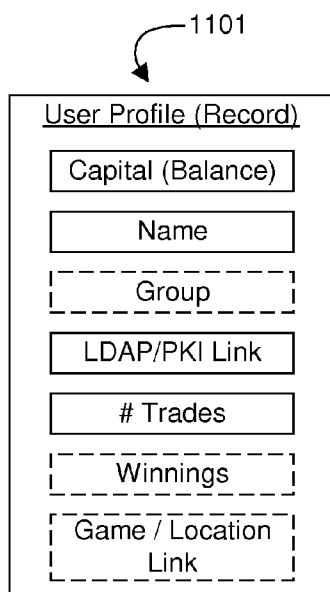 1101
User Profile (Record)
Capital (Balance)
Name
Group
LDAP/PKI Link
# Trades
Winnings
Game / Location
Link